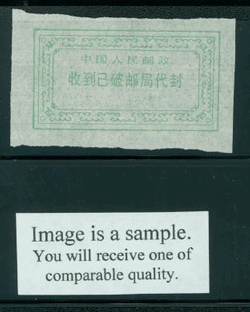 中国人民邮政
收到已破邮局代封
Image is a sample.
You will receive one of
comparable quality.